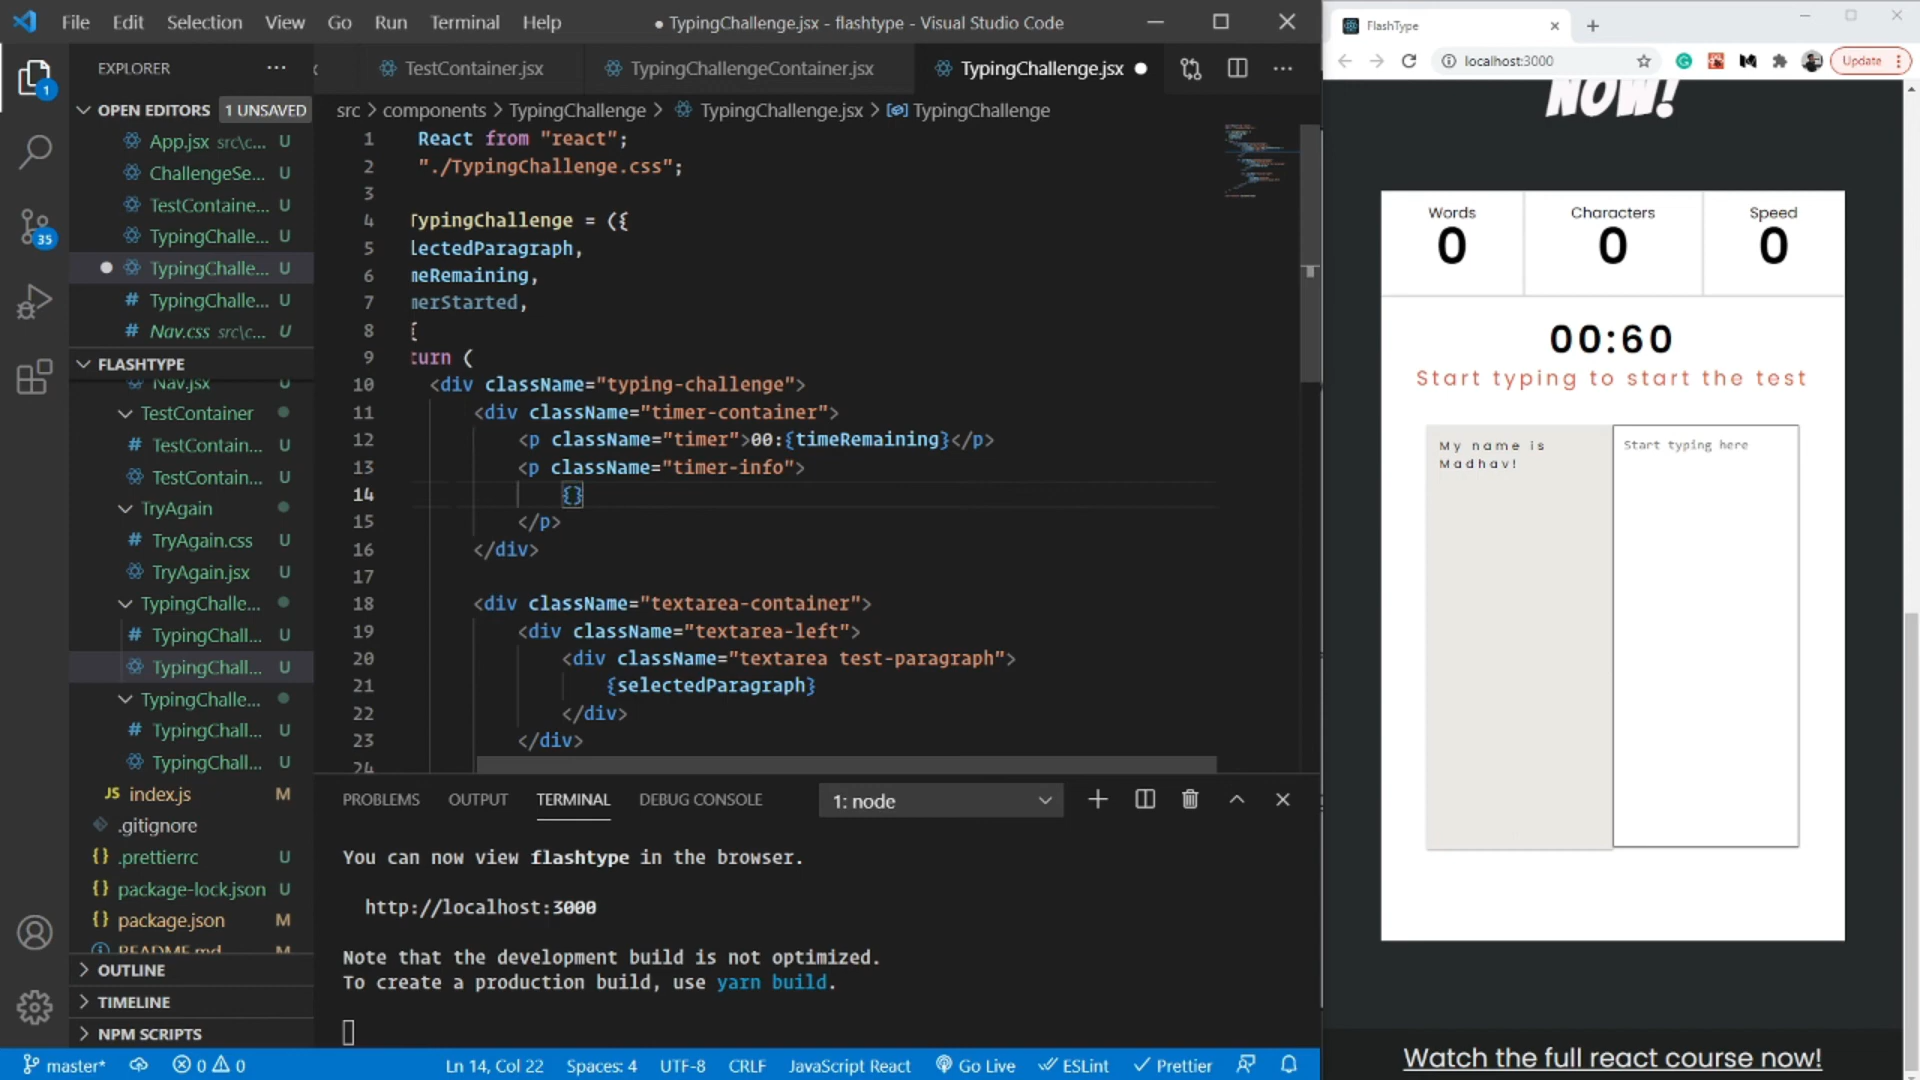 File Edit Selection View Go Run Terminal Help
● TypingChallenge.jsx - flashtype - Visual Studio Code
EXPLORER
OPEN EDITORS 1 UNSAVED
App.jsx src\c... U
ChallengeSe... U
TestContaine... U
TypingChalle... U
TypingChalle... U
# TypingChalle... U
# Nav.css src\c... U
FLASHTYPE
Nav.jsx U
TestContainer
# TestContain... U
TestContain... U
TryAgain
# TryAgain.css U
TryAgain.jsx U
TypingChalle...
# TypingChall... U
TypingChall... U
TypingChalle...
# TypingChall... U
TypingChall... U
JS index.js M
.gitignore
{} .prettierrc U
{} package-lock.json U
{} package.json M
README.md M
OUTLINE
TIMELINE
NPM SCRIPTS
1
35
TestContainer.jsx TypingChallengeContainer.jsx TypingChallenge.jsx ●
src > components > TypingChallenge > TypingChallenge.jsx > TypingChallenge
1 React from "react";
2 "./TypingChallenge.css";
3
4 TypingChallenge = ({
5 lectedParagraph,
6 meRemaining,
7 merStarted,
8 {
9 turn (
10 <div className="typing-challenge">
11 <div className="timer-container">
12 <p className="timer">00:{timeRemaining}</p>
13 <p className="timer-info">
14 {}
15 </p>
16 </div>
17
18 <div className="textarea-container">
19 <div className="textarea-left">
20 <div className="textarea test-paragraph">
21 {selectedParagraph}
22 </div>
23 </div>
24
PROBLEMS OUTPUT TERMINAL DEBUG CONSOLE 1: node
You can now view flashtype in the browser.
http://localhost:3000
Note that the development build is not optimized.
To create a production build, use yarn build.
master* 0 0 Ln 14, Col 22 Spaces: 4 UTF-8 CRLF JavaScript React Go Live ESLint Prettier
FlashType
localhost:3000 Update
NOW!
Words Characters Speed
0 0 0
00:60
Start typing to start the test
My name is
Madhav!
Start typing here
Watch the full react course now!